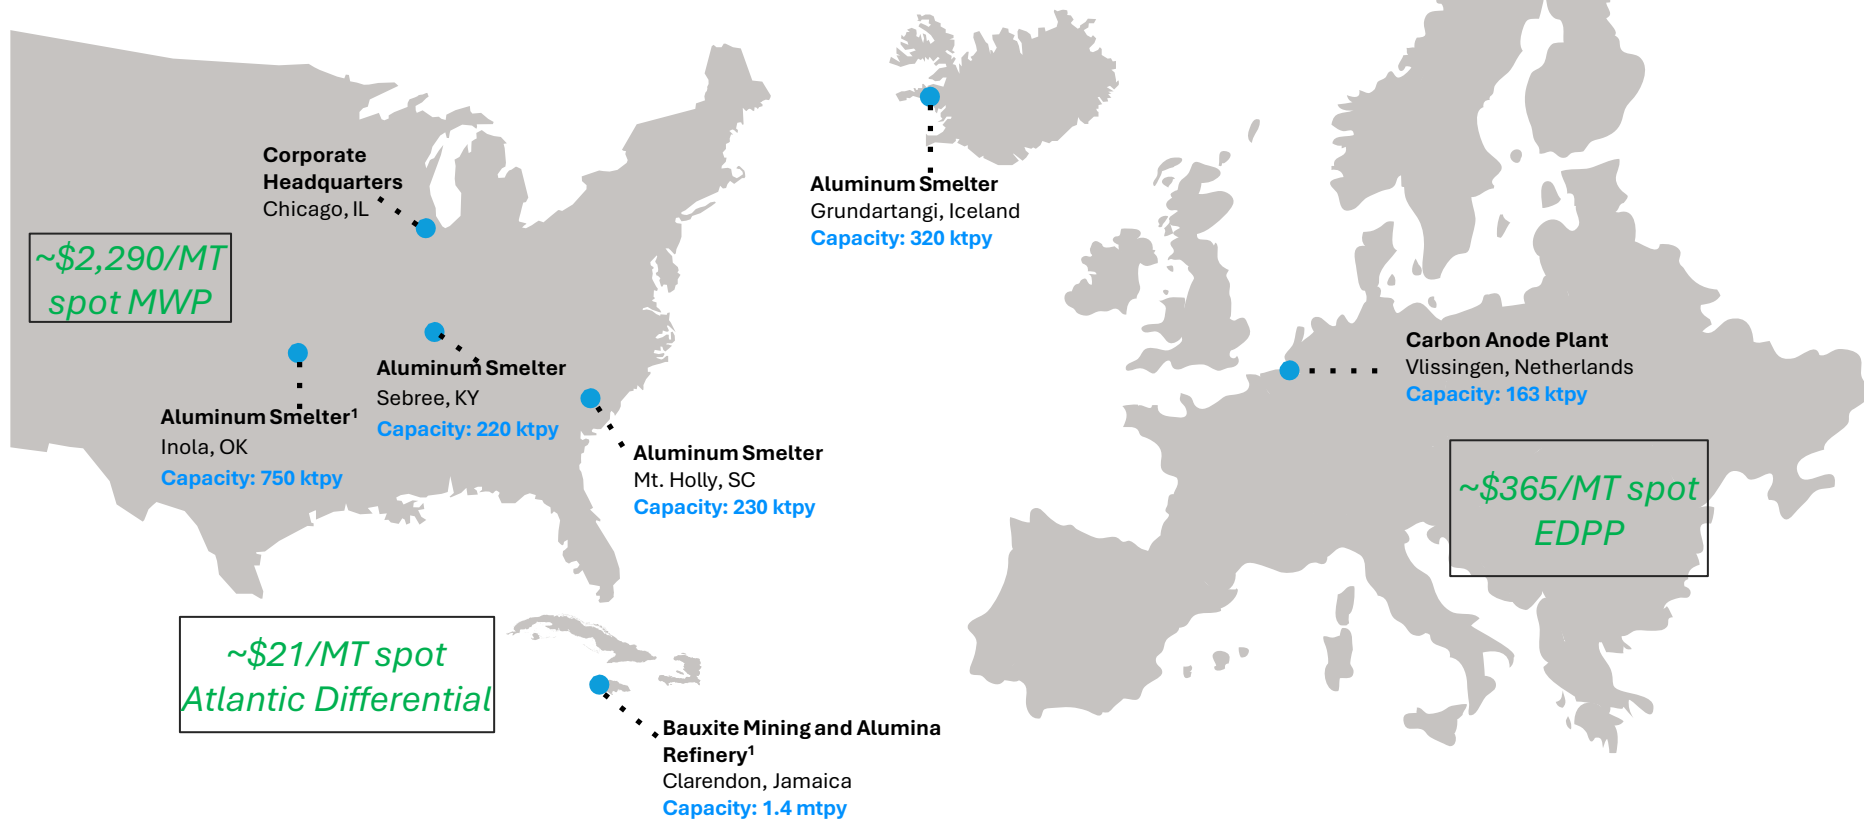 Corporate
Headquarters
Chicago, IL
~$2,290/MT
spot MWP
Aluminum Smelter¹
Inola, OK
Capacity: 750 ktpy
Aluminum Smelter
Sebree, KY
Capacity: 220 ktpy
Aluminum Smelter
Mt. Holly, SC
Capacity: 230 ktpy
~$21/MT spot
Atlantic Differential
Bauxite Mining and Alumina
Refinery¹
Clarendon, Jamaica
Capacity: 1.4 mtpy
Aluminum Smelter
Grundartangi, Iceland
Capacity: 320 ktpy
Carbon Anode Plant
Vlissingen, Netherlands
Capacity: 163 ktpy
~$365/MT spot
EDPP